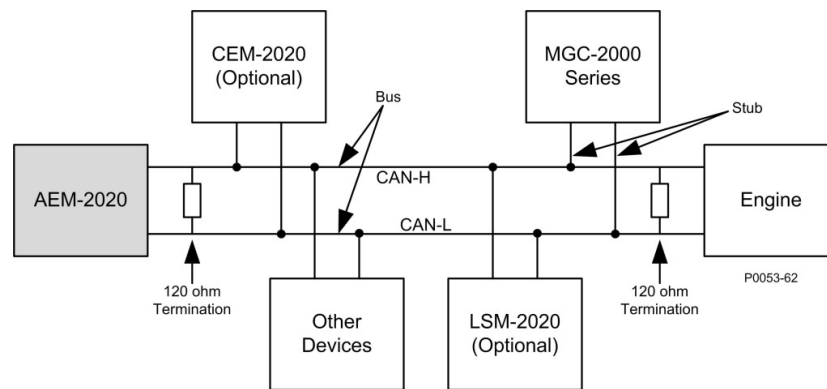 CEM-2020
(Optional)
MGC-2000
Series
Bus
Stub
AEM-2020
CAN-H
CAN-L
Engine
120 ohm
Termination
Other
Devices
LSM-2020
(Optional)
120 ohm
Termination
P0053-62